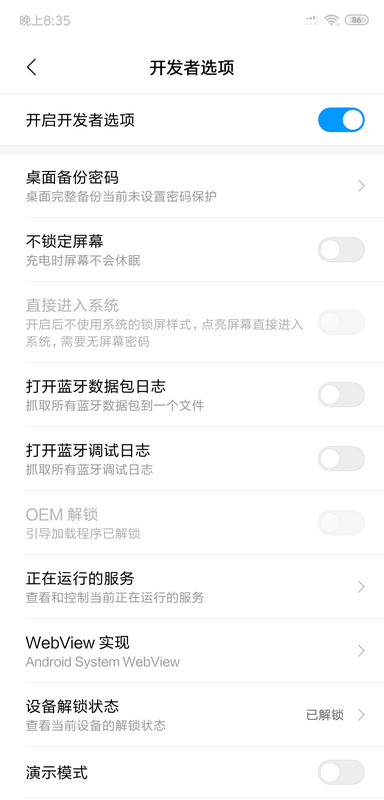 晚上8:35
86
开发者选项
开启开发者选项
桌面备份密码
桌面完整备份当前未设置密码保护
不锁定屏幕
充电时屏幕不会休眠
直接进入系统
开启后不使用系统的锁屏样式，点亮屏幕直接进入
系统，需要无屏幕密码
打开蓝牙数据包日志
抓取所有蓝牙数据包到一个文件
打开蓝牙调试日志
抓取所有蓝牙调试日志
OEM 解锁
引导加载程序已解锁
正在运行的服务
查看和控制当前正在运行的服务
WebView 实现
Android System WebView
设备解锁状态
查看当前设备的解锁状态
已解锁
演示模式